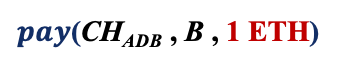 pay(CH_ADB , B , 1 ETH)